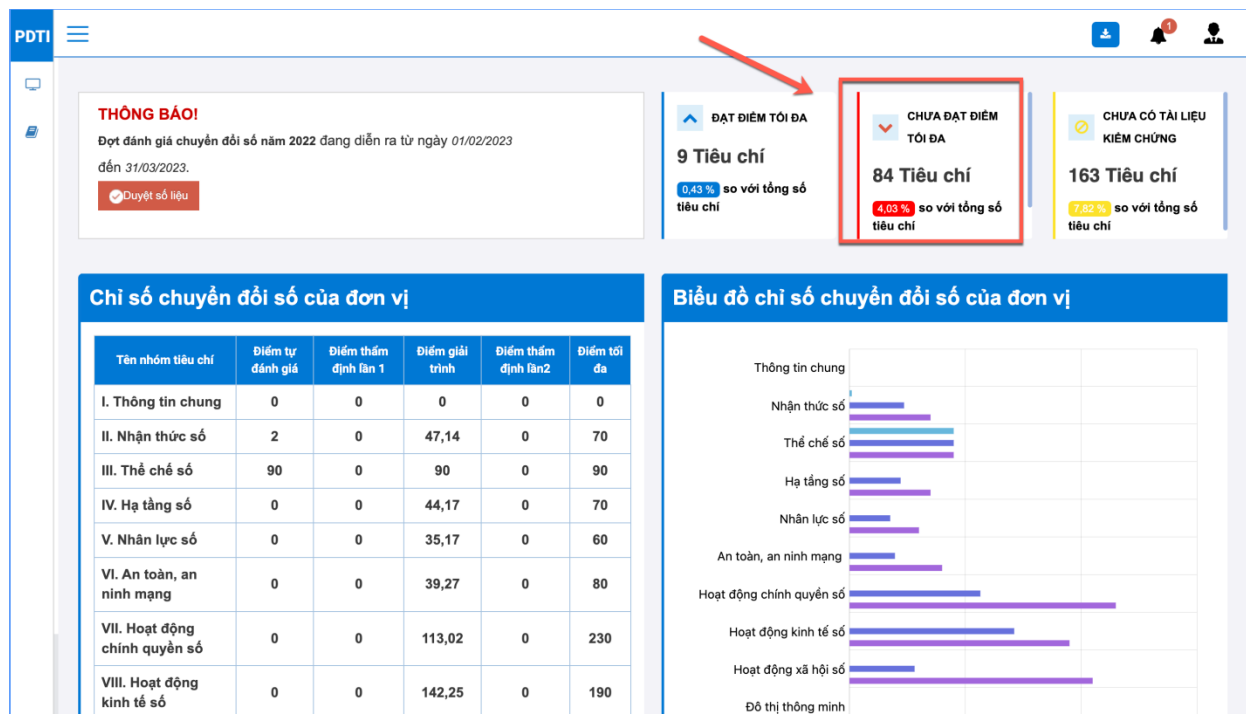 PDTI
1
THÔNG BÁO!
Đợt đánh giá chuyển đổi số năm 2022 đang diễn ra từ ngày 01/02/2023
đến 31/03/2023.
Duyệt số liệu
ĐẠT ĐIỂM TỐI ĐA
9 Tiêu chí
0,43 % so với tổng số
tiêu chí
CHƯA ĐẠT ĐIỂM
TỐI ĐA
84 Tiêu chí
4,03 % so với tổng số
tiêu chí
CHƯA CÓ TÀI LIỆU
KIỂM CHỨNG
163 Tiêu chí
7,82 % so với tổng số
tiêu chí
Chỉ số chuyển đổi số của đơn vị
Tên nhóm tiêu chí
Điểm tự
đánh giá
Điểm thẩm
định lần 1
Điểm giải
trình
Điểm thẩm
định lần2
Điểm tối
đa
I. Thông tin chung 0 0 0 0 0
II. Nhận thức số 2 0 47,14 0 70
III. Thể chế số 90 0 90 0 90
IV. Hạ tầng số 0 0 44,17 0 70
V. Nhân lực số 0 0 35,17 0 60
VI. An toàn, an
ninh mạng 0 0 39,27 0 80
VII. Hoạt động
chính quyền số 0 0 113,02 0 230
VIII. Hoạt động
kinh tế số 0 0 142,25 0 190
Biểu đồ chỉ số chuyển đổi số của đơn vị
Thông tin chung
Nhận thức số
Thể chế số
Hạ tầng số
Nhân lực số
An toàn, an ninh mạng
Hoạt động chính quyền số
Hoạt động kinh tế số
Hoạt động xã hội số
Đô thị thông minh